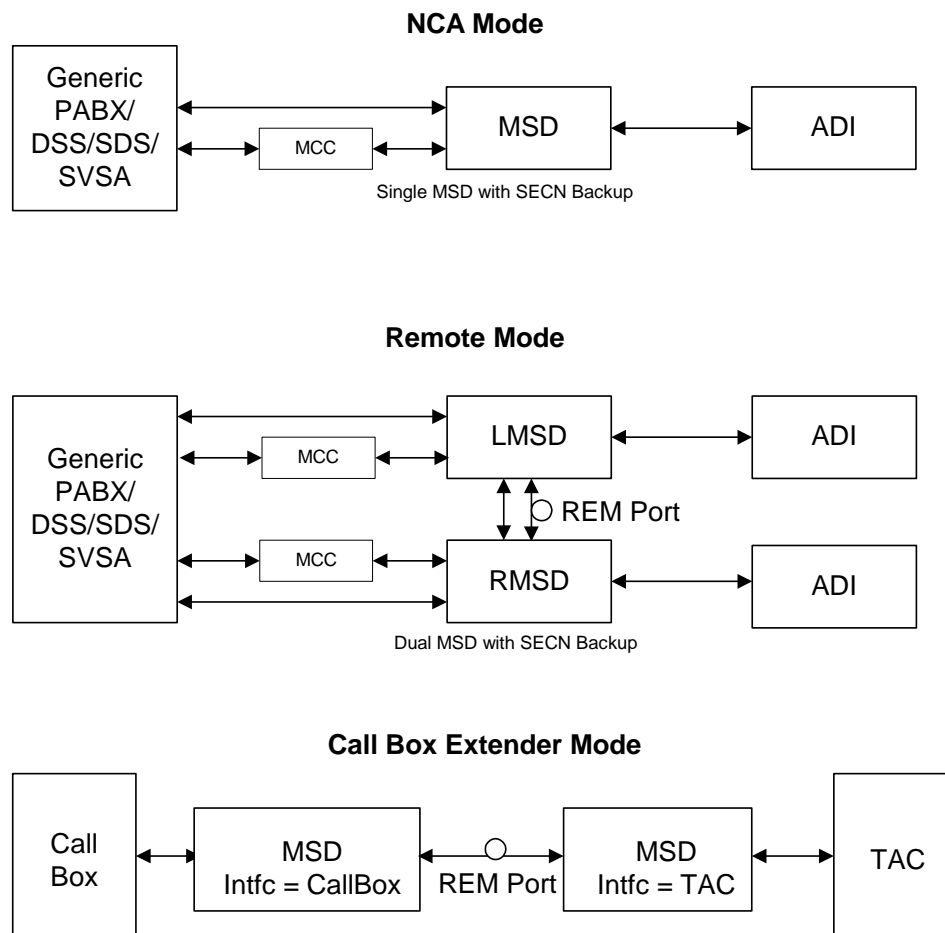 NCA Mode
Generic
PABX/
DSS/SDS/
SVSA
MCC
MSD
ADI
Single MSD with SECN Backup
Remote Mode
Generic
PABX/
DSS/SDS/
SVSA
MCC
LMSD
ADI
REM Port
MCC
RMSD
ADI
Dual MSD with SECN Backup
Call Box Extender Mode
Call
Box
MSD
Intfc = CallBox
REM Port
MSD
Intfc = TAC
TAC